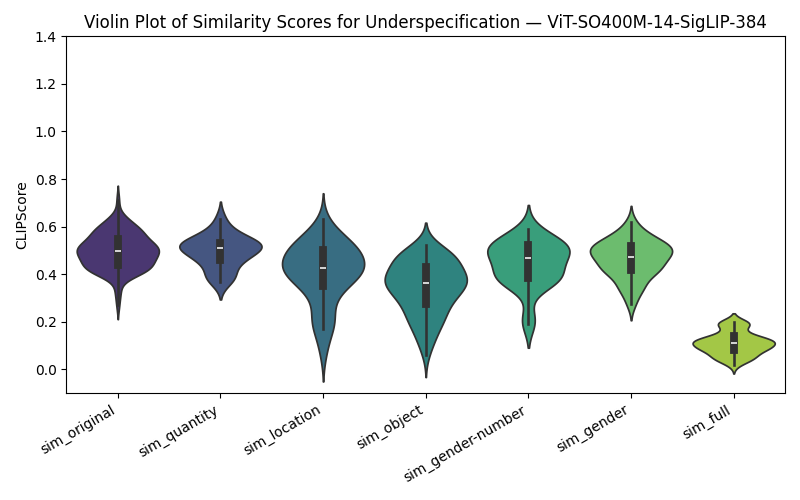 Violin Plot of Similarity Scores for Underspecification — ViT-SO400M-14-SigLIP-384
1.4
1.2
1.0
0.8
0.6
0.4
0.2
0.0
CLIPScore
sim_original
sim_quantity
sim_location
sim_object
sim_gender-number
sim_gender
sim_full